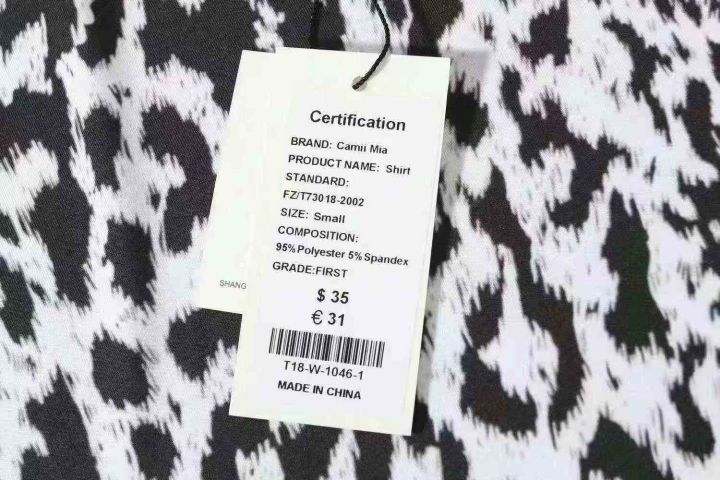 Certification
BRAND: Camii Mia
PRODUCT NAME: Shirt
STANDARD:
FZ/T73018-2002
SIZE: Small
COMPOSITION:
95%Polyester 5%Spandex
GRADE:FIRST
$ 35
€ 31
T18-W-1046-1
MADE IN CHINA
SHANG